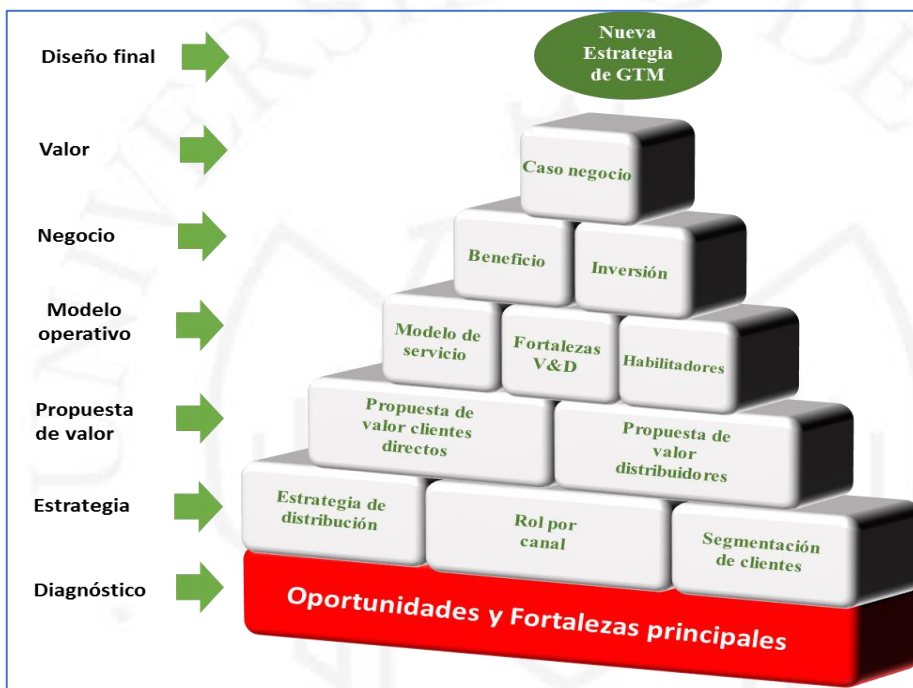 Diseño final
Nueva
Estrategia
de GTM
Valor
Caso negocio
Negocio
Beneficio
Inversión
Modelo
operativo
Modelo de
servicio
Fortalezas
V&D
Habilitadores
Propuesta
de valor
Propuesta de
valor clientes
directos
Propuesta de
valor
distribuidores
Estrategia
Estrategia de
distribución
Rol por
canal
Segmentación
de clientes
Diagnóstico
Oportunidades y Fortalezas principales